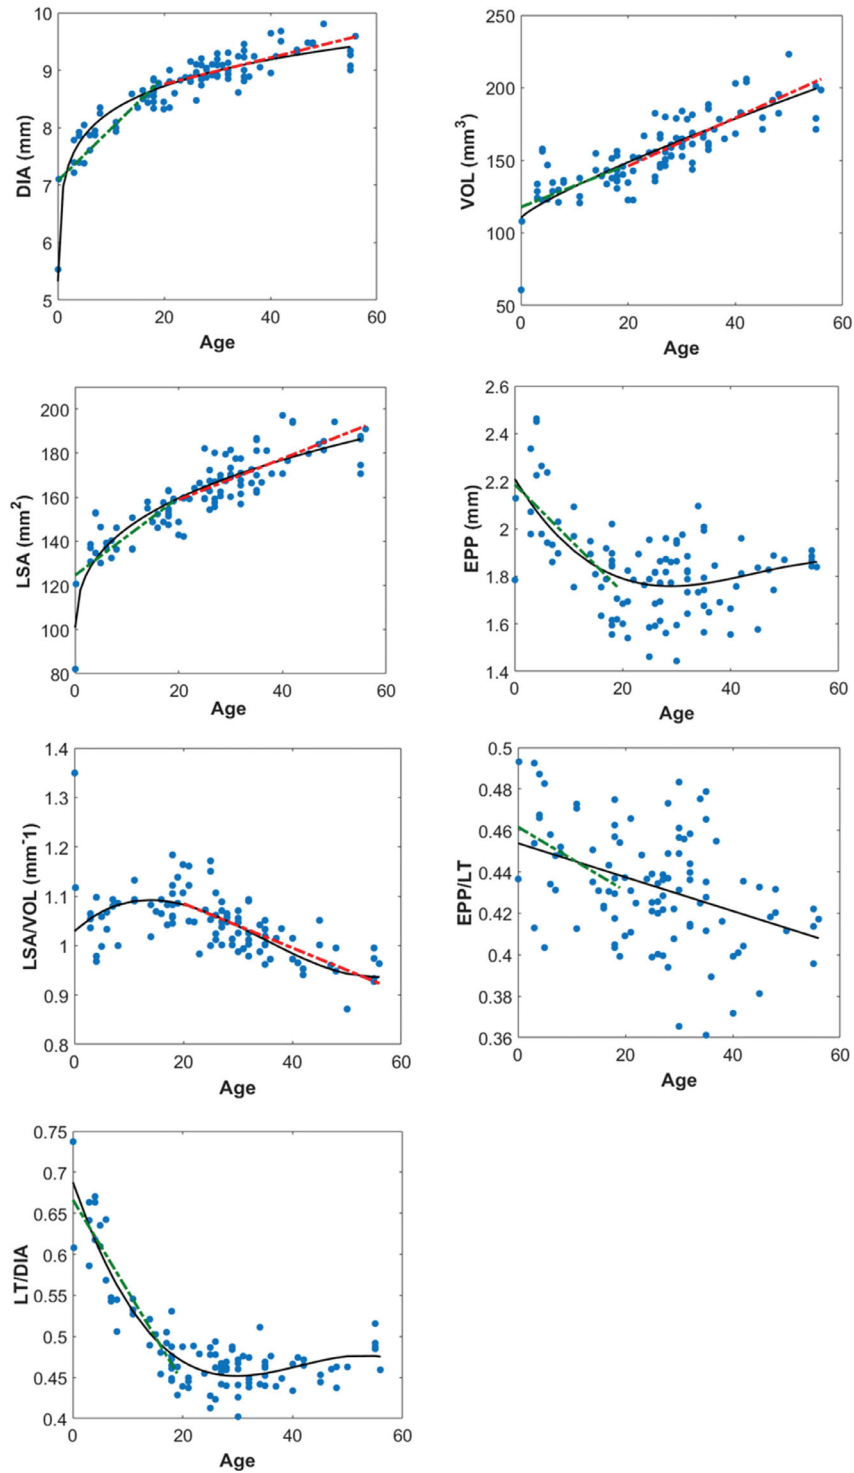 10
9
8
7
6
5
DIA (mm)
0 20 40 60
Age
250
200
150
100
50
VOL (mm³)
0 20 40 60
Age
200
180
160
140
120
100
80
LSA (mm²)
0 20 40 60
Age
2.6
2.4
2.2
2
1.8
1.6
1.4
EPP (mm)
0 20 40 60
Age
1.4
1.3
1.2
1.1
1
0.9
0.8
LSA/VOL (mm⁻1)
0 20 40 60
Age
0.5
0.48
0.46
0.44
0.42
0.4
0.38
0.36
EPP/LT
0 20 40 60
Age
0.75
0.7
0.65
0.6
0.55
0.5
0.45
0.4
LT/DIA
0 20 40 60
Age